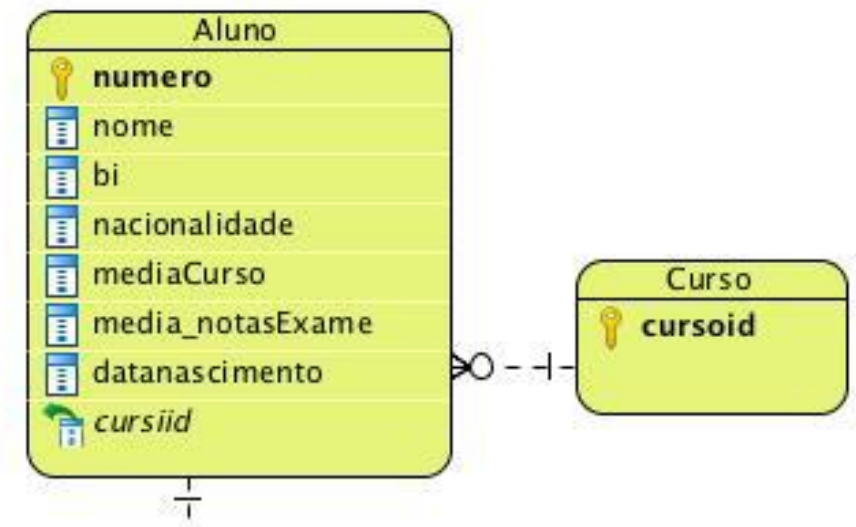 Aluno
numero
nome
bi
nacionalidade
mediaCurso
media_notasExame
datanascimento
cursiid
Curso
cursoid